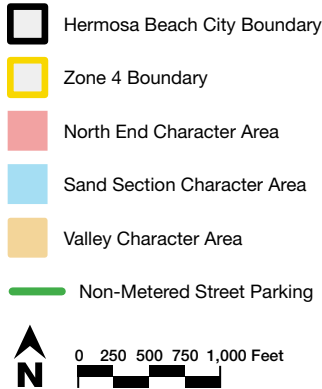 Hermosa Beach City Boundary
Zone 4 Boundary
North End Character Area
Sand Section Character Area
Valley Character Area
Non-Metered Street Parking
N
0 250 500 750 1,000 Feet